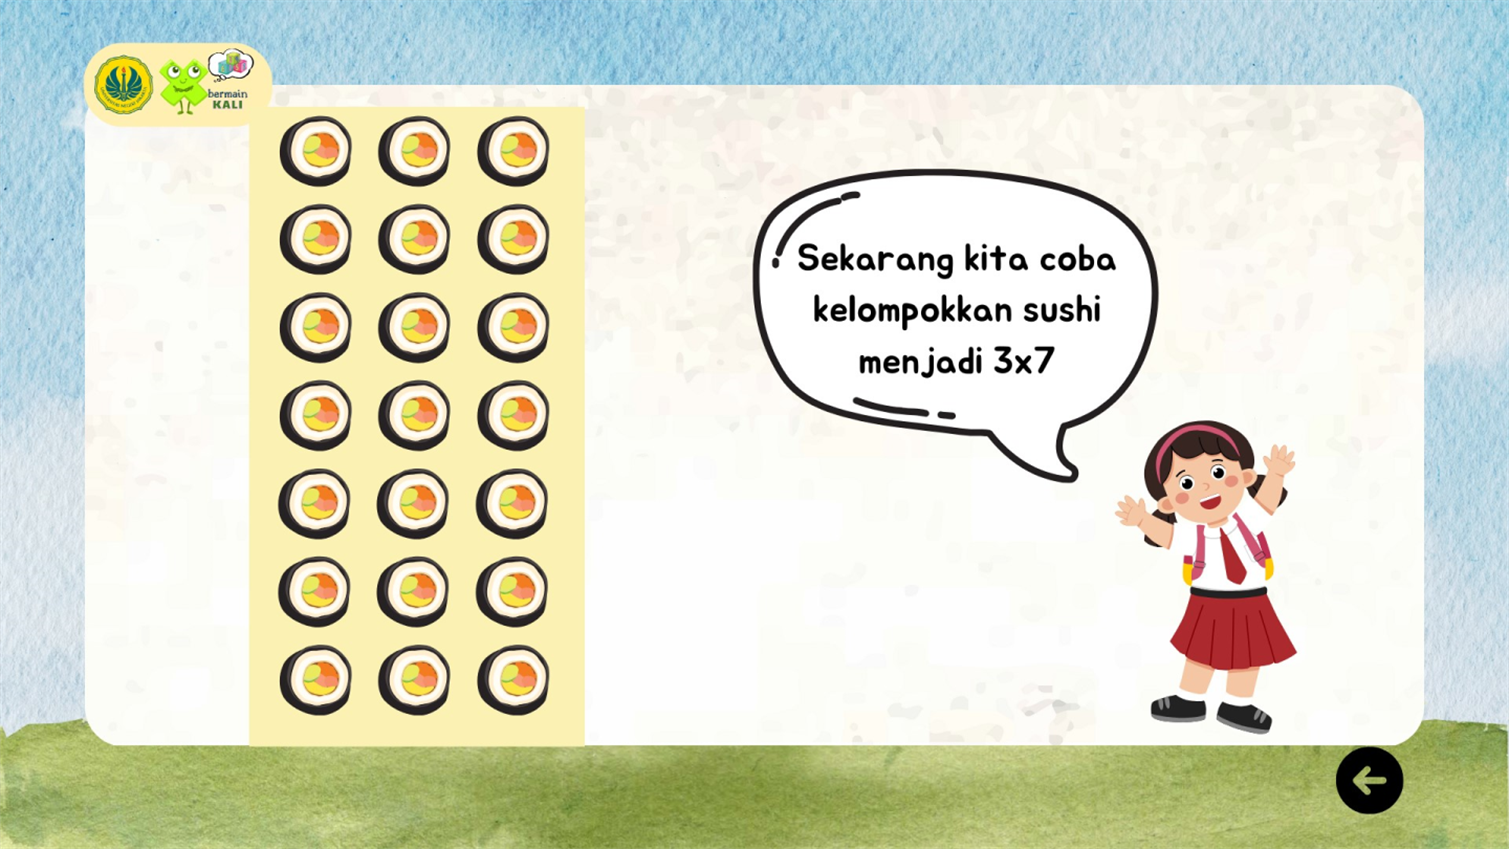 bermain
KALI
Sekarang kita coba
kelompokkan sushi
menjadi 3x7